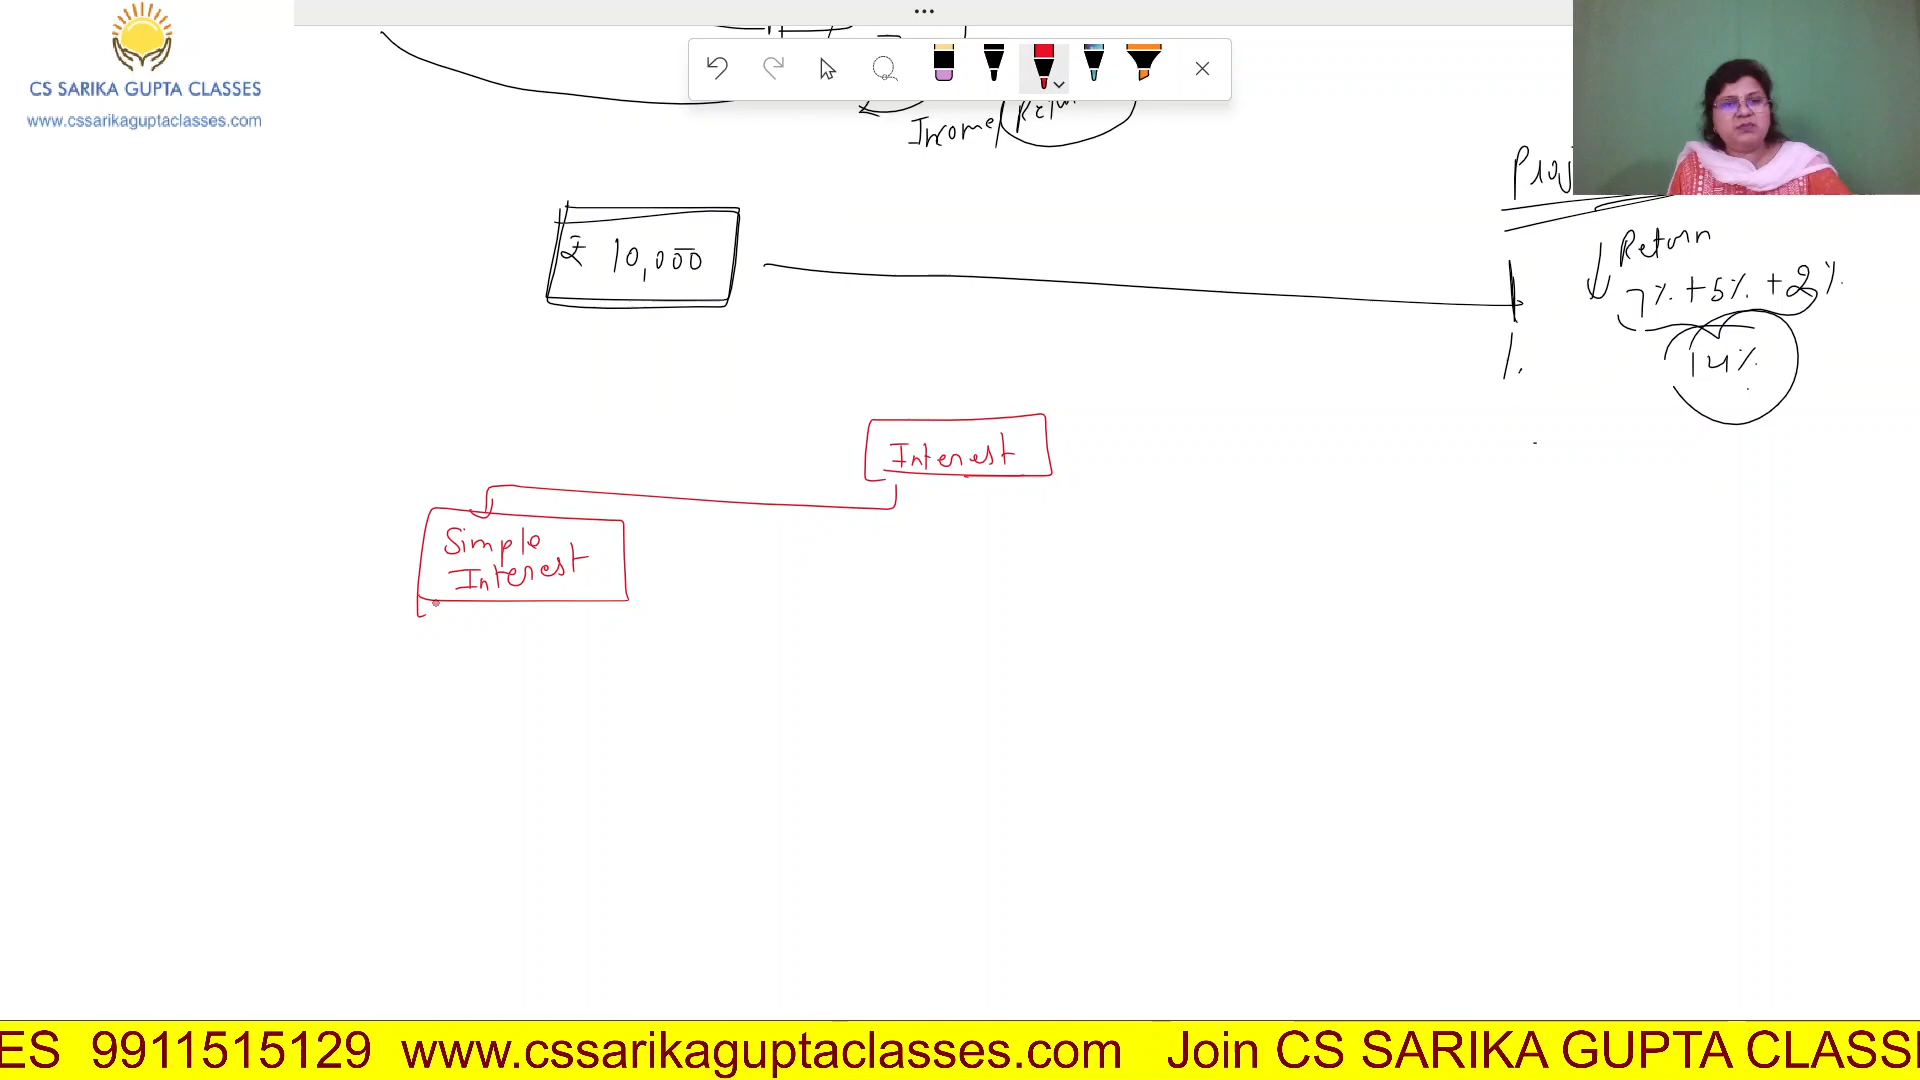 CS SARIKA GUPTA CLASSES
www.cssarikaguptaclasses.com
Income/
Proj
₹ 10,000
Return
7% + 5% + 2%
14%
Interest
Simple
Interest
ES 9911515129 www.cssarikaguptaclasses.com Join CS SARIKA GUPTA CLASS